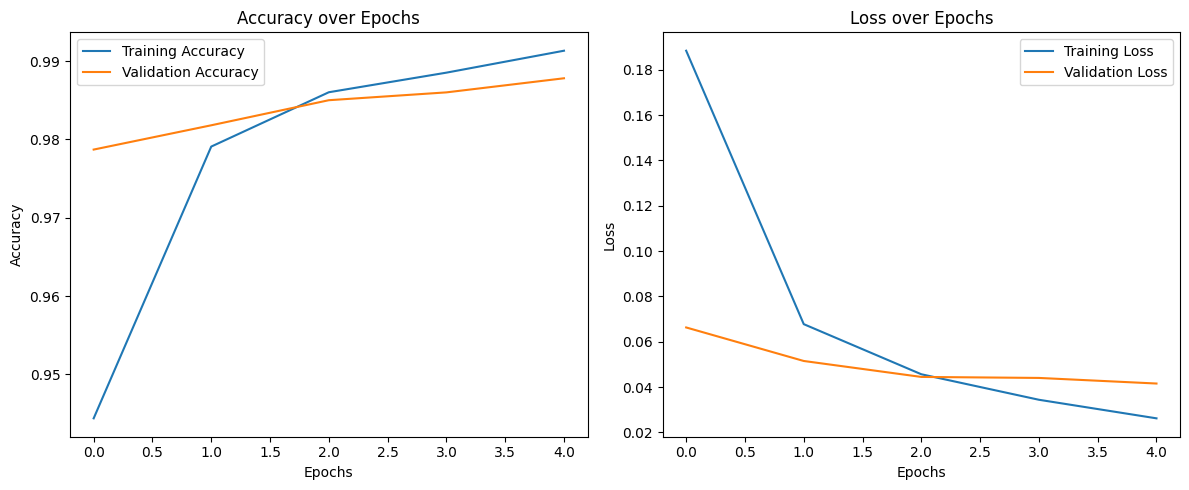 Accuracy over Epochs
Training Accuracy
Validation Accuracy
0.99
0.98
0.97
0.96
0.95
Accuracy
0.0 0.5 1.0 1.5 2.0 2.5 3.0 3.5 4.0
Epochs
Loss over Epochs
Training Loss
Validation Loss
0.18
0.16
0.14
0.12
0.10
0.08
0.06
0.04
0.02
Loss
0.0 0.5 1.0 1.5 2.0 2.5 3.0 3.5 4.0
Epochs